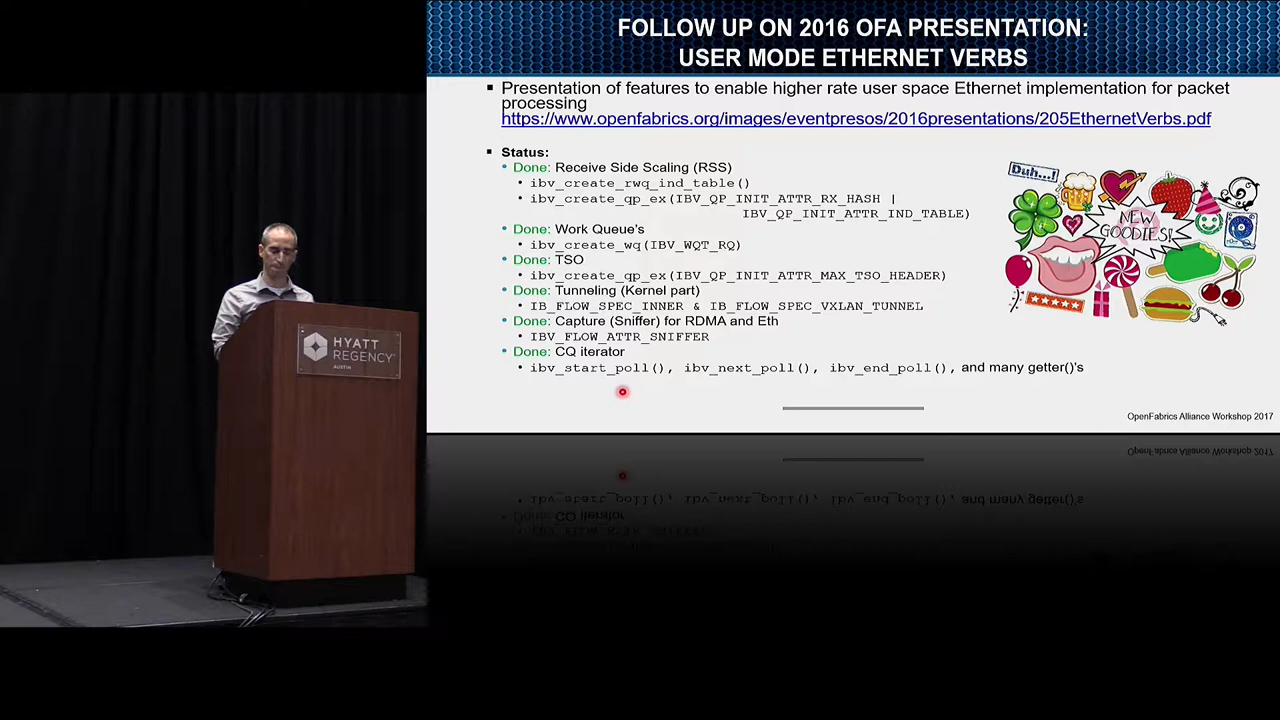 FOLLOW UP ON 2016 OFA PRESENTATION:
USER MODE ETHERNET VERBS
▪ Presentation of features to enable higher rate user space Ethernet implementation for packet
processing
https://www.openfabrics.org/images/eventpresos/2016presentations/205EthernetVerbs.pdf
▪ Status:
• Done: Receive Side Scaling (RSS)
• ibv_create_rwq_ind_table()
• ibv_create_qp_ex(IBV_QP_INIT_ATTR_RX_HASH |
IBV_QP_INIT_ATTR_IND_TABLE)
• Done: Work Queue's
• ibv_create_wq(IBV_WQT_RQ)
• Done: TSO
• ibv_create_qp_ex(IBV_QP_INIT_ATTR_MAX_TSO_HEADER)
• Done: Tunneling (Kernel part)
• IB_FLOW_SPEC_INNER & IB_FLOW_SPEC_VXLAN_TUNNEL
• Done: Capture (Sniffer) for RDMA and Eth
• IBV_FLOW_ATTR_SNIFFER
• Done: CQ iterator
• ibv_start_poll(), ibv_next_poll(), ibv_end_poll(), and many getter()'s
Duh...!
NEW
GOODIES!
OpenFabrics Alliance Workshop 2017
HYATT
REGENCY
AUSTIN